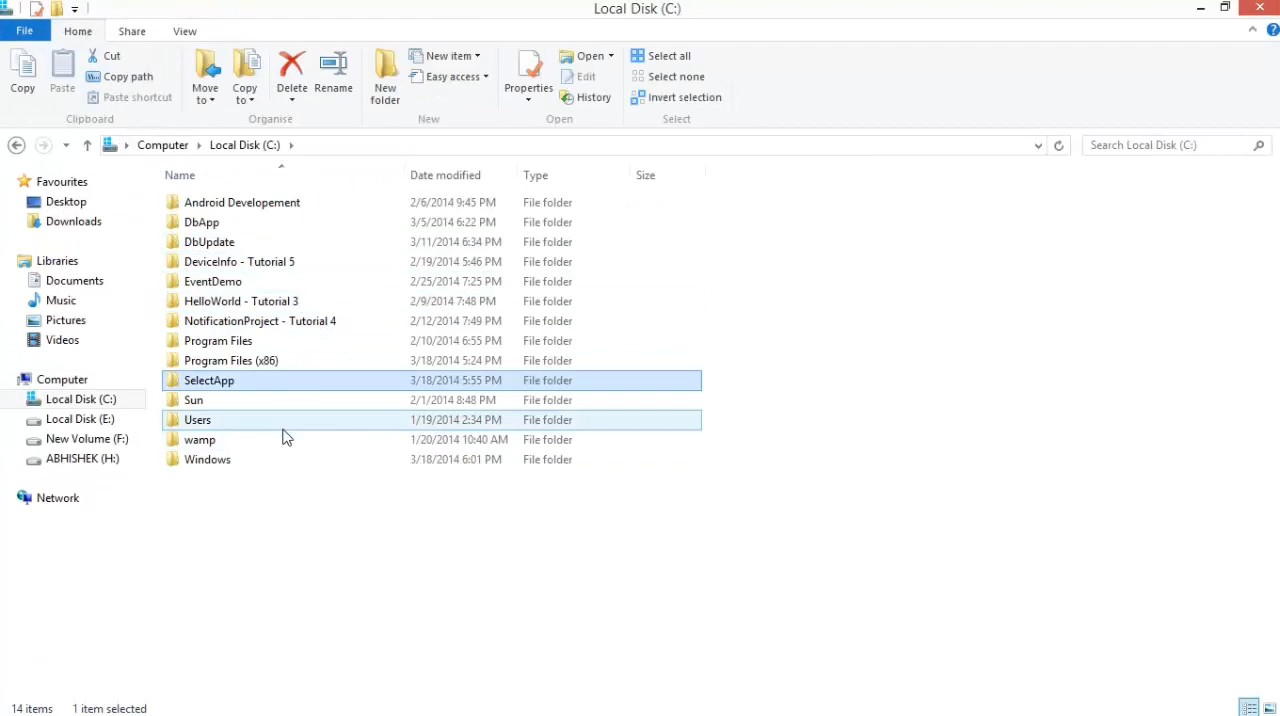 Local Disk (C:)
File Home Share View
Copy Paste Cut Copy path Paste shortcut Move to Copy to Delete Rename New folder New item Easy access Properties Open Edit History Select all Select none Invert selection
Clipboard Organise New Open Select
Computer Local Disk (C:) Search Local Disk (C:)
Name Date modified Type Size
Favourites
Desktop
Downloads
Libraries
Documents
Music
Pictures
Videos
Computer
Local Disk (C:)
Local Disk (E:)
New Volume (F:)
ABHISHEK (H:)
Network
Android Developement 2/6/2014 9:45 PM File folder
DbApp 3/5/2014 6:22 PM File folder
DbUpdate 3/11/2014 6:34 PM File folder
DeviceInfo - Tutorial 5 2/19/2014 5:46 PM File folder
EventDemo 2/25/2014 7:25 PM File folder
HelloWorld - Tutorial 3 2/9/2014 7:48 PM File folder
NotificationProject - Tutorial 4 2/12/2014 7:49 PM File folder
Program Files 2/10/2014 6:55 PM File folder
Program Files (x86) 3/18/2014 5:24 PM File folder
SelectApp 3/18/2014 5:55 PM File folder
Sun 2/1/2014 8:48 PM File folder
Users 1/19/2014 2:34 PM File folder
wamp 1/20/2014 10:40 AM File folder
Windows 3/18/2014 6:01 PM File folder
14 items 1 item selected